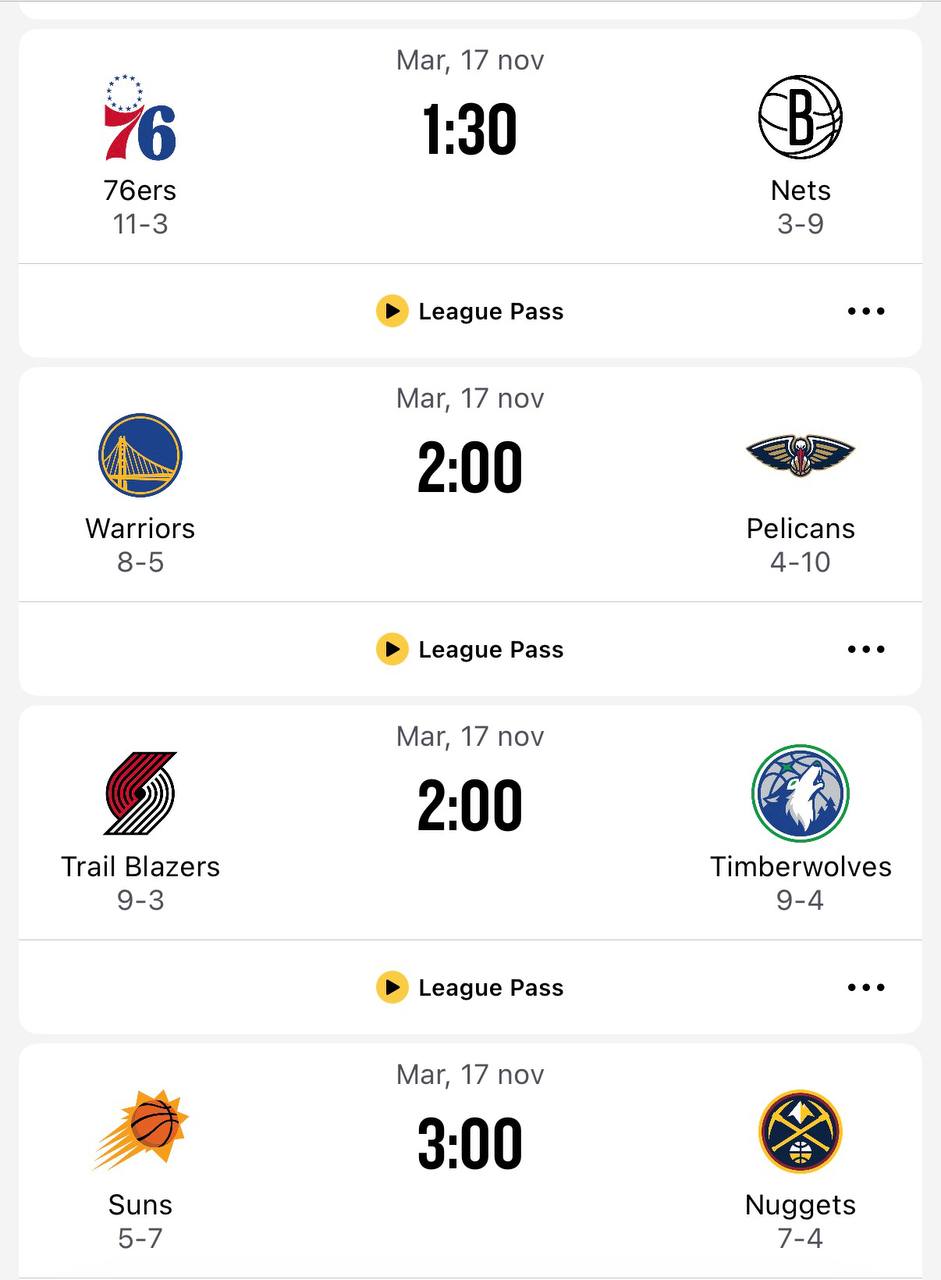 Mar, 17 nov
76
1:30
B
76ers
Nets
11-3
3-9
League Pass
Mar, 17 nov
2:00
Warriors
Pelicans
8-5
4-10
League Pass
Mar, 17 nov
2:00
Trail Blazers
Timberwolves
9-3
9-4
League Pass
Mar, 17 nov
3:00
Suns
Nuggets
5-7
7-4